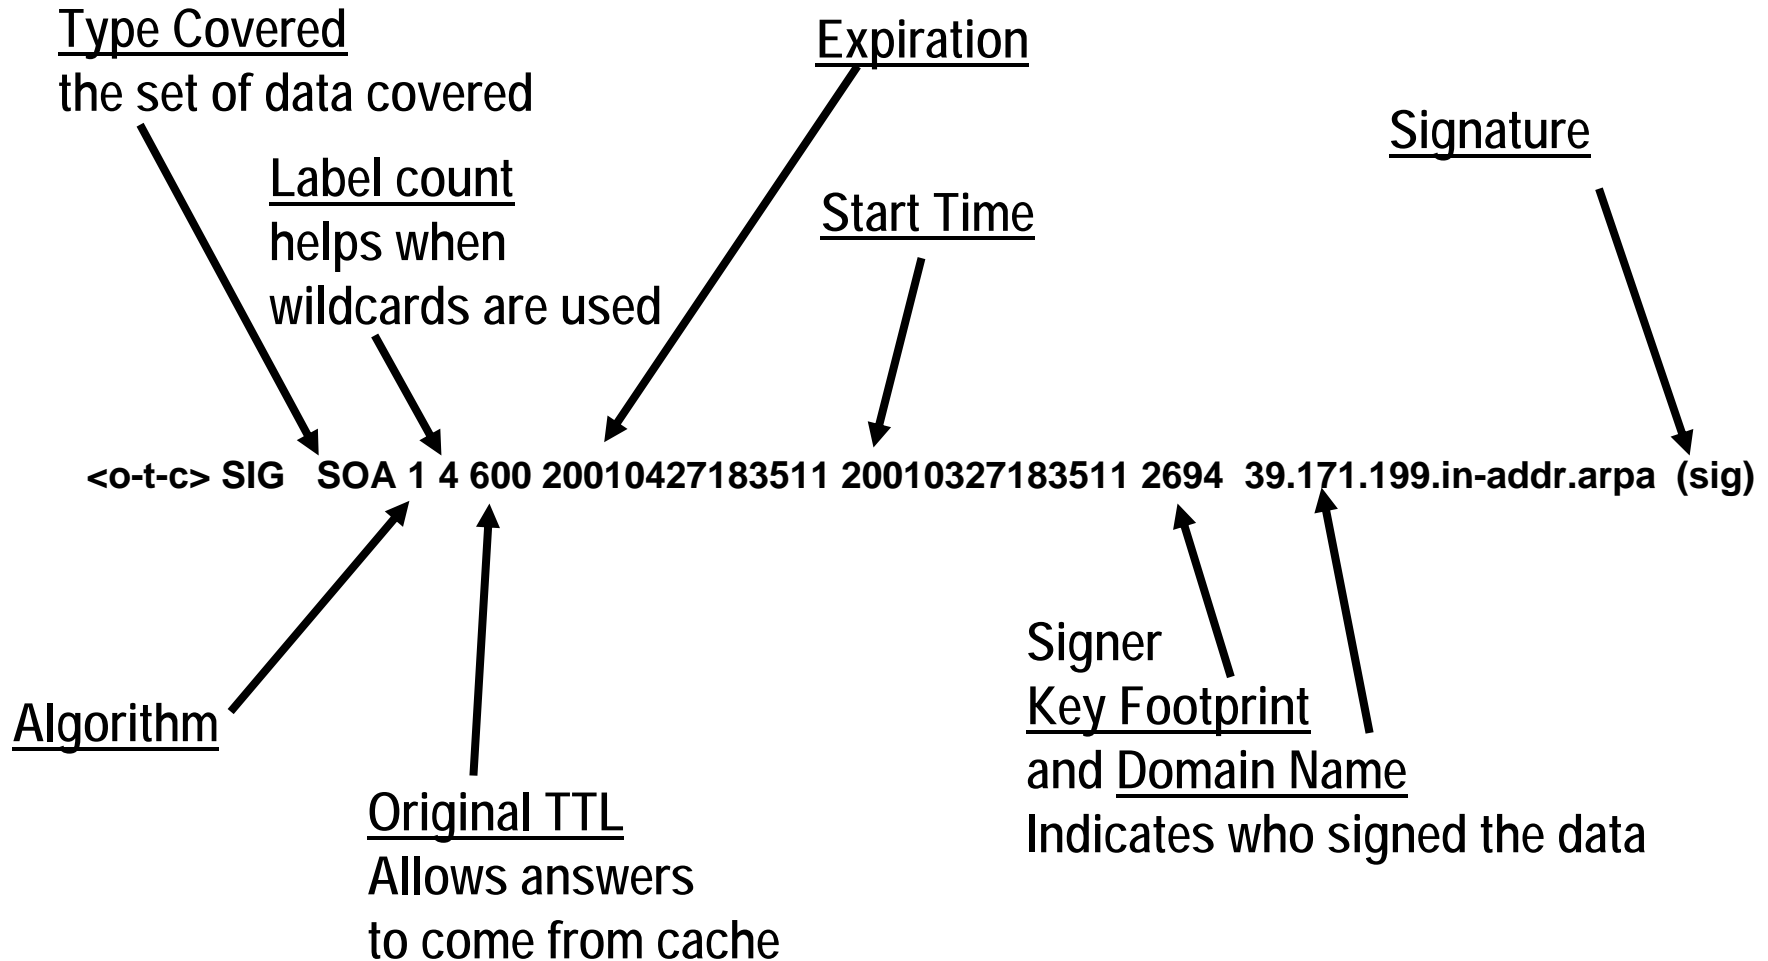 Type Covered
the set of data covered
Expiration
Signature
Label count
helps when
wildcards are used
Start Time
<o-t-c> SIG SOA 1 4 600 20010427183511 20010327183511 2694 39.171.199.in-addr.arpa (sig)
Algorithm
Original TTL
Allows answers
to come from cache
Signer
Key Footprint
and Domain Name
Indicates who signed the data